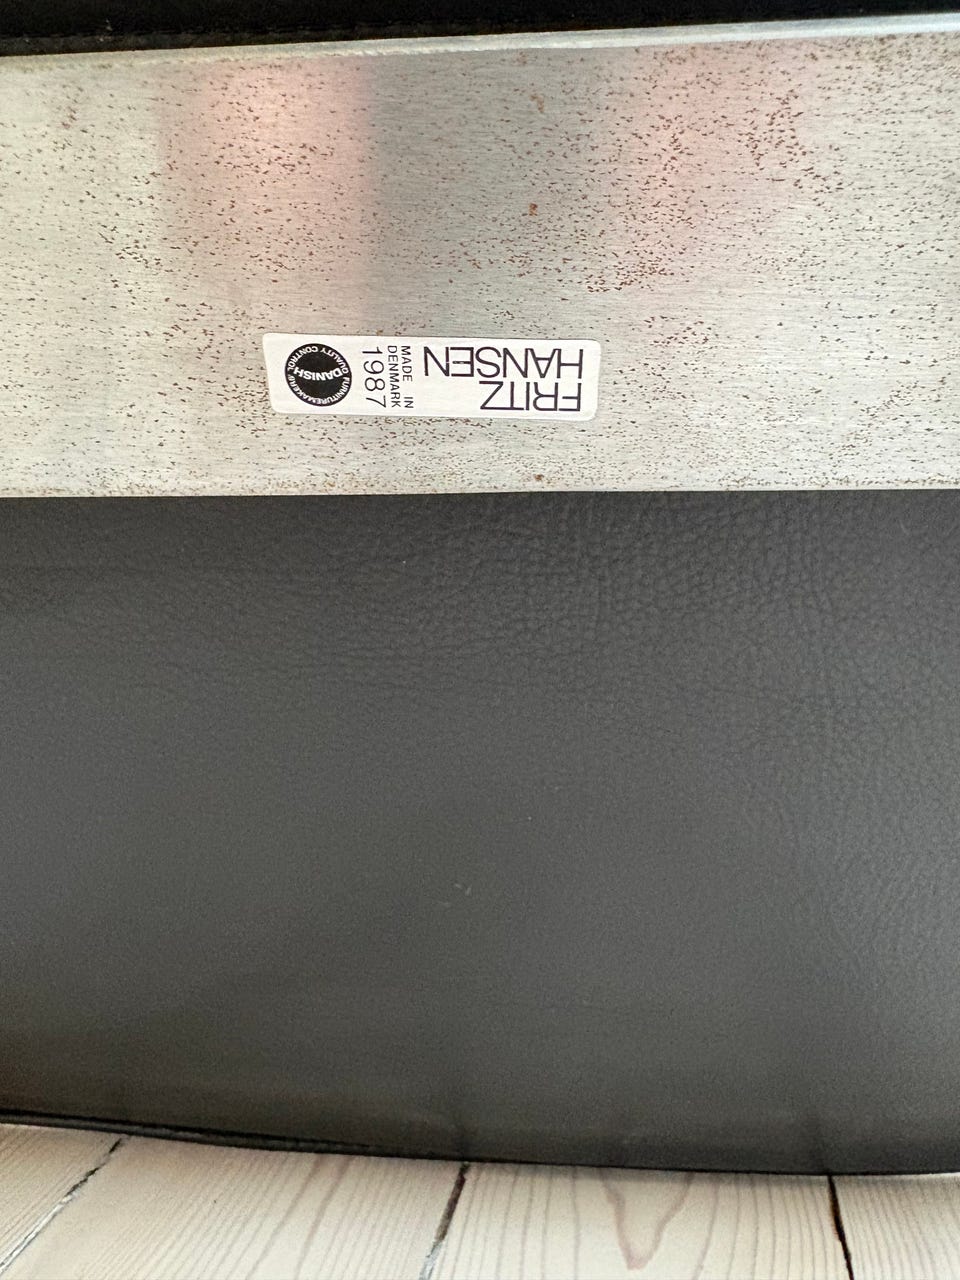 FRITZ
HANSEN
MADE IN
DENMARK
1987
DANISH
FURNITUREMAKERS'
QUALITY CONTROL